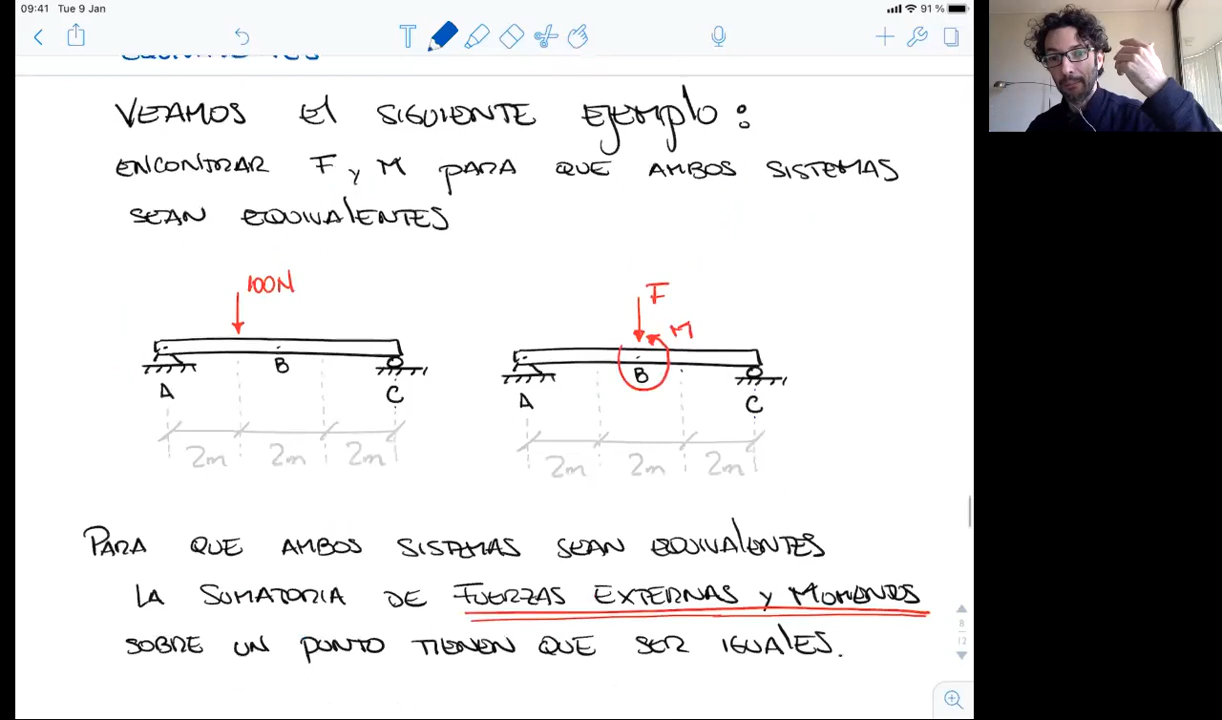 09:41 Tue 9 Jan
91 %
T
VEAMOS El SIGUIENTE Ejemplo:
ENCONTRAR F y M PARA QUE AMBOS SISTEMAS
SEAN EQUIVALENTES
100N
F
M
B
B
A
C
A
C
2m 2m 2m
2m 2m 2m
PARA QUE AMBOS SISTEMAS SEAN EQUIVALENTES
LA SUMATORIA DE FUERZAS EXTERNAS y MOMENTOS
SOBRE UN PUNTO TIENEN QUE SER IGUALES.
8
12